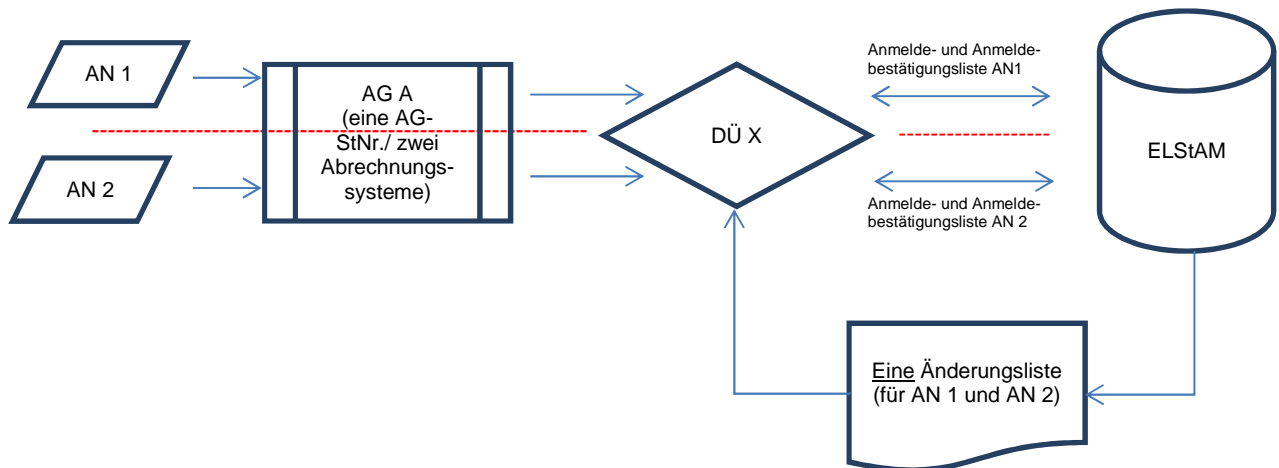 AN 1
AN 2
AG A
(eine AG-
StNr./ zwei
Abrechnungs-
systeme)
DÜ X
Anmelde- und Anmelde-
bestätigungsliste AN1
Anmelde- und Anmelde-
bestätigungsliste AN 2
ELStAM
Eine Änderungsliste
(für AN 1 und AN 2)